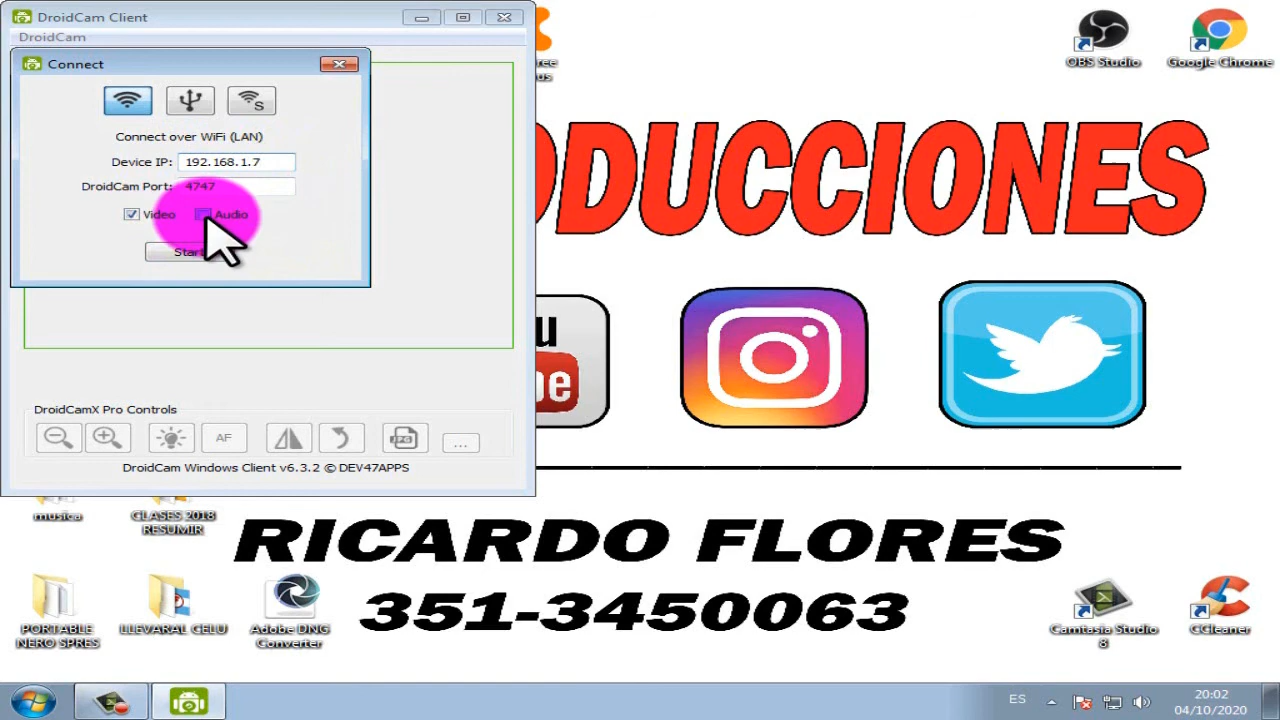 DroidCam Client
DroidCam
Connect
S
Connect over WiFi (LAN)
Device IP: 192.168.1.7
DroidCam Port: 4747
Video Audio
DroidCamX Pro Controls
AF
JPG
...
DroidCam Windows Client v6.3.2 © DEV47APPS
OBS Studio
Google Chrome
DUCCIONES
musica
CLASES 2018
RESUMIR
RICARDO FLORES
351-3450063
PORTABLE
NERO SPRES
LLEVARAL CELU
Adobe DNG
Converter
Camtasia Studio
8
CCleaner
ES
20:02
04/10/2020